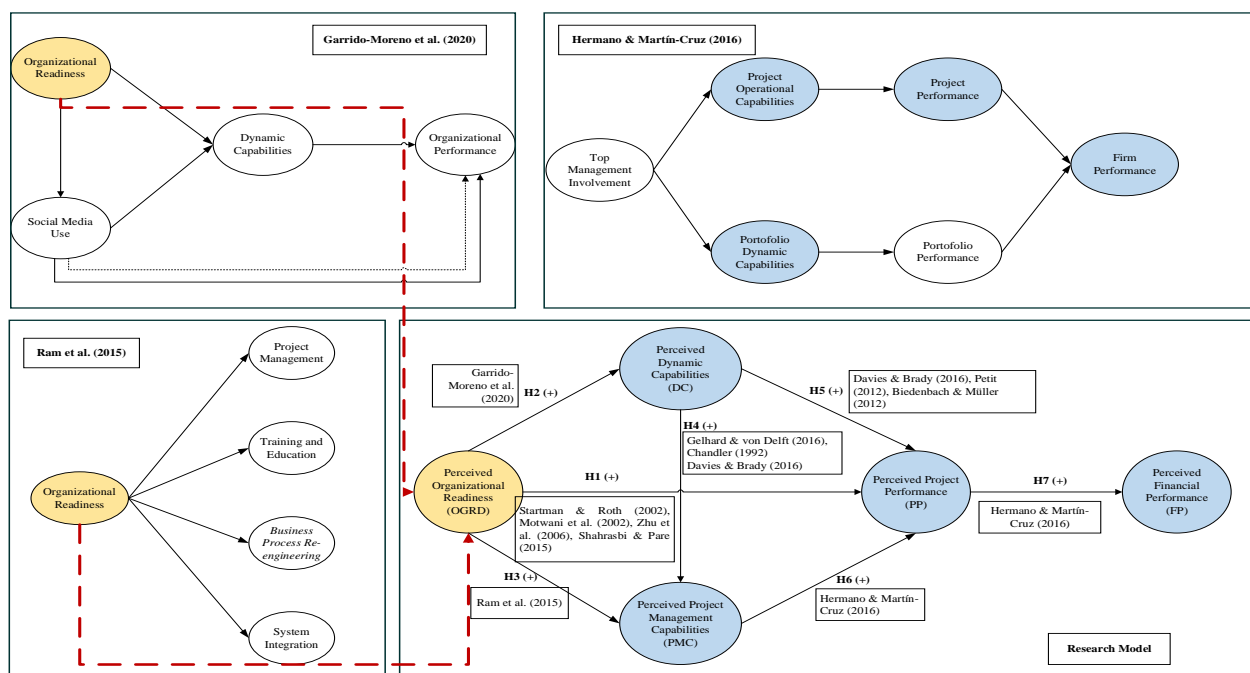 Garrido-Moreno et al. (2020)
Organizational
Readiness
Dynamic
Capabilities
Organizational
Performance
Social Media
Use
Hermano & Martín-Cruz (2016)
Project
Operational
Capabilities
Project
Performance
Top
Management
Involvement
Firm
Performance
Portofolio
Dynamic
Capabilities
Portofolio
Performance
Ram et al. (2015)
Project
Management
Training and
Education
Organizational
Readiness
Business
Process Re-
engineering
System
Integration
Perceived
Dynamic
Capabilities
(DC)
Garrido-
Moreno et al.
(2020)
H2 (+)
H5 (+)
Davies & Brady (2016), Petit
(2012), Biedenbach & Müller
(2012)
H4 (+)
Gelhard & von Delft (2016),
Chandler (1992)
Davies & Brady (2016)
Perceived
Organizational
Readiness
(OGRD)
H1 (+)
Startman & Roth (2002),
Motwani et al. (2002), Zhu et
al. (2006), Shahrasbi & Pare
(2015)
Perceived Project
Performance
(PP)
H7 (+)
Hermano & Martín-
Cruz (2016)
Perceived
Financial
Performance
(FP)
H3 (+)
Ram et al. (2015)
Perceived Project
Management
Capabilities
(PMC)
H6 (+)
Hermano & Martín-
Cruz (2016)
Research Model